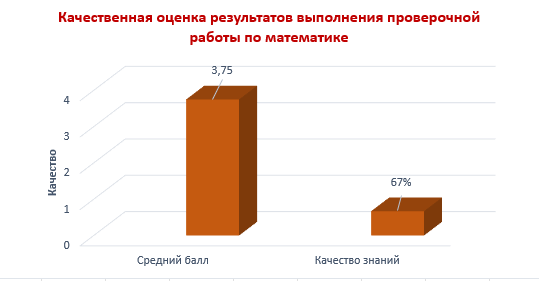 Качественная оценка результатов выполнения проверочной
работы по математике
3,75
4
3
67%
2
1
0
Качество
Средний балл
Качество знаний